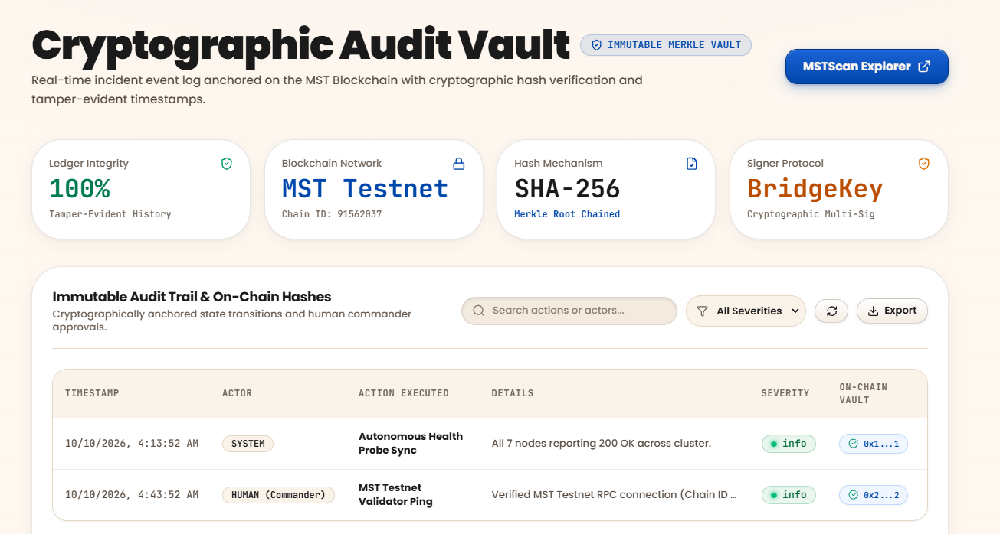 Cryptographic Audit Vault
IMMUTABLE MERKLE VAULT
Real-time incident event log anchored on the MST Blockchain with cryptographic hash verification and
tamper-evident timestamps.
MSTScan Explorer
Ledger Integrity
100%
Tamper-Evident History
Blockchain Network
MST Testnet
Chain ID: 91562037
Hash Mechanism
SHA-256
Merkle Root Chained
Signer Protocol
BridgeKey
Cryptographic Multi-Sig
Immutable Audit Trail & On-Chain Hashes
Cryptographically anchored state transitions and human commander
approvals.
Search actions or actors...
All Severities
Export
TIMESTAMP ACTOR ACTION EXECUTED DETAILS SEVERITY ON-CHAIN
VAULT
10/10/2026, 4:13:52 AM SYSTEM Autonomous Health
Probe Sync
All 7 nodes reporting 200 OK across cluster. info 0x1...1
10/10/2026, 4:43:52 AM HUMAN (Commander) MST Testnet
Validator Ping
Verified MST Testnet RPC connection (Chain ID ... info 0x2...2